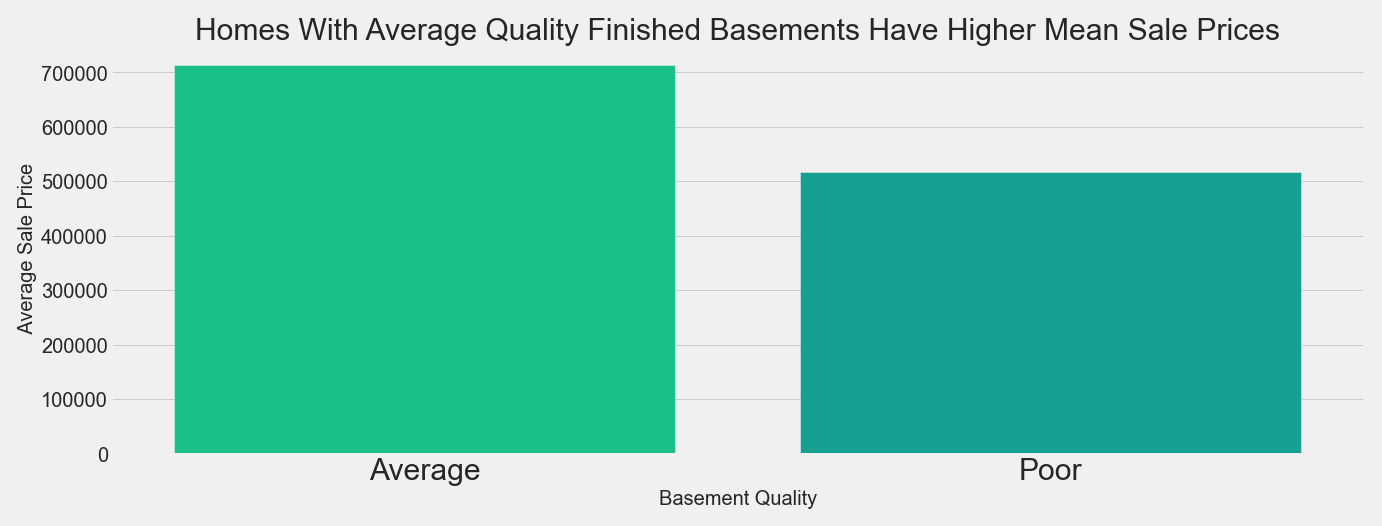 Homes With Average Quality Finished Basements Have Higher Mean Sale Prices
700000
600000
500000
400000
300000
200000
100000
0
Average Sale Price
Average
Poor
Basement Quality